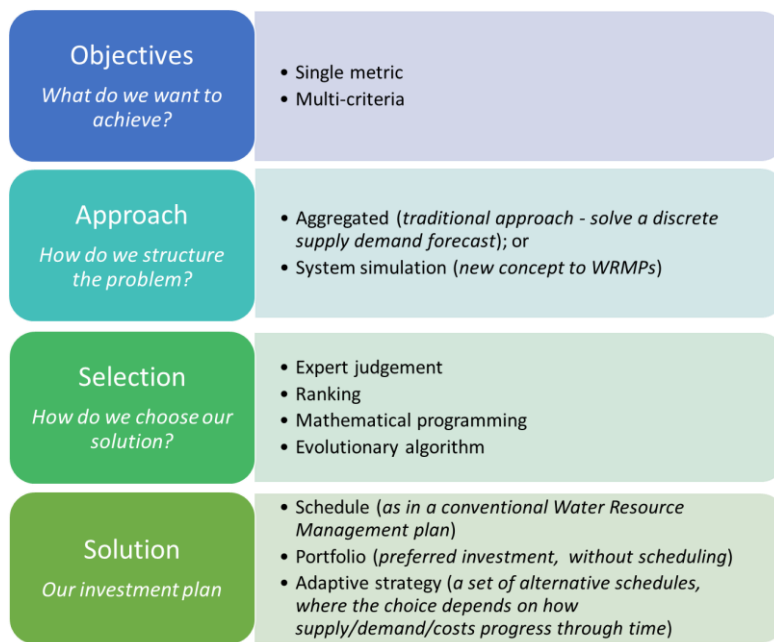 Objectives
What do we want to
achieve?
• Single metric
• Multi-criteria
Approach
How do we structure
the problem?
• Aggregated (traditional approach - solve a discrete
supply demand forecast); or
• System simulation (new concept to WRMPs)
Selection
How do we choose our
solution?
• Expert judgement
• Ranking
• Mathematical programming
• Evolutionary algorithm
Solution
Our investment plan
• Schedule (as in a conventional Water Resource
Management plan)
• Portfolio (preferred investment, without scheduling)
• Adaptive strategy (a set of alternative schedules,
where the choice depends on how
supply/demand/costs progress through time)